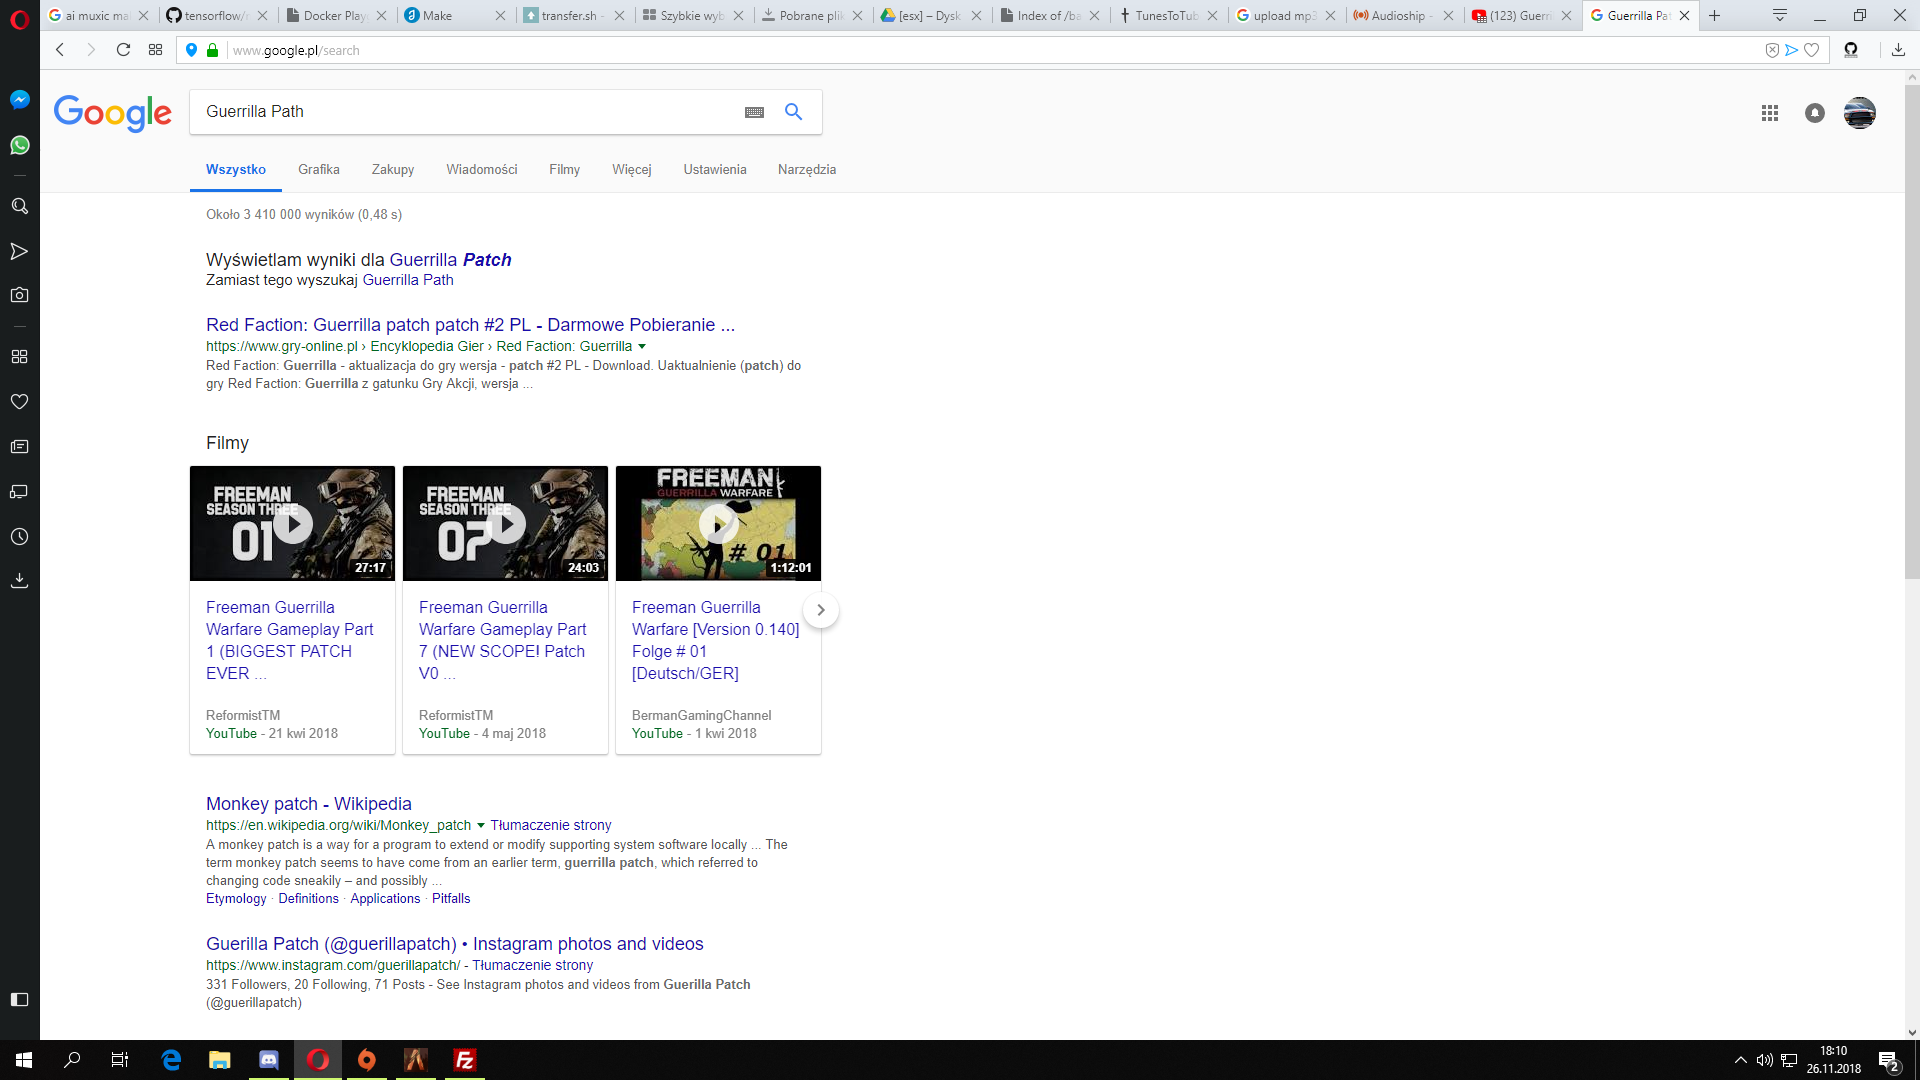 ai muxic ma
tensorflow/
Docker Play
Make
transfer.sh -
Szybkie wyb
Pobrane plik
[esx] – Dysk
Index of /ba
TunesToTub
upload mp3
Audioship -
(123) Guerri
Guerrilla Pat
www.google.pl/search
Google
Guerrilla Path
Wszystko
Grafika
Zakupy
Wiadomości
Filmy
Więcej
Ustawienia
Narzędzia
Około 3 410 000 wyników (0,48 s)
Wyświetlam wyniki dla Guerrilla Patch
Zamiast tego wyszukaj Guerrilla Path
Red Faction: Guerrilla patch patch #2 PL - Darmowe Pobieranie ...
https://www.gry-online.pl › Encyklopedia Gier › Red Faction: Guerrilla
Red Faction: Guerrilla - aktualizacja do gry wersja - patch #2 PL - Download. Uaktualnienie (patch) do
gry Red Faction: Guerrilla z gatunku Gry Akcji, wersja ...
Filmy
FREEMAN
SEASON THREE
01
27:17
Freeman Guerrilla
Warfare Gameplay Part
1 (BIGGEST PATCH
EVER ...
ReformistTM
YouTube - 21 kwi 2018
FREEMAN
SEASON THREE
07
24:03
Freeman Guerrilla
Warfare Gameplay Part
7 (NEW SCOPE! Patch
V0 ...
ReformistTM
YouTube - 4 maj 2018
FREEMAN
GUERRILLA WARFARE
# 01
1:12:01
Freeman Guerrilla
Warfare [Version 0.140]
Folge # 01
[Deutsch/GER]
BermanGamingChannel
YouTube - 1 kwi 2018
Monkey patch - Wikipedia
https://en.wikipedia.org/wiki/Monkey_patch Tłumaczenie strony
A monkey patch is a way for a program to extend or modify supporting system software locally ... The
term monkey patch seems to have come from an earlier term, guerrilla patch, which referred to
changing code sneakily – and possibly ...
Etymology · Definitions · Applications · Pitfalls
Guerilla Patch (@guerillapatch) • Instagram photos and videos
https://www.instagram.com/guerillapatch/ - Tłumaczenie strony
331 Followers, 20 Following, 71 Posts - See Instagram photos and videos from Guerilla Patch
(@guerillapatch)
18:10
26.11.2018
2